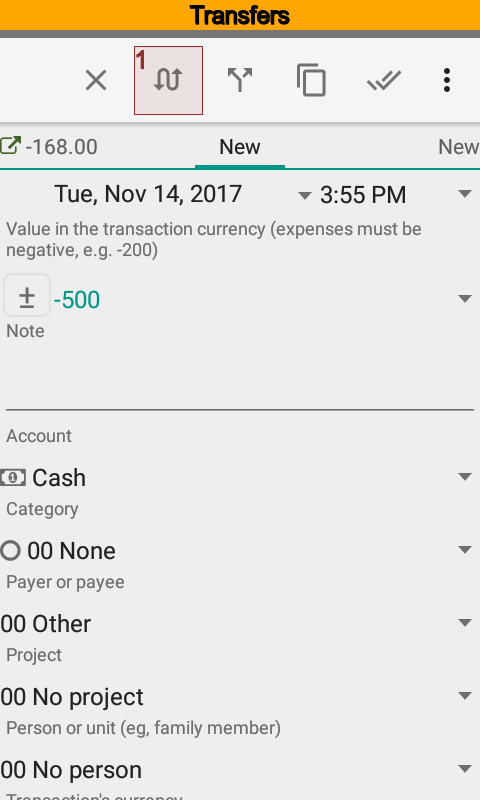 Transfers
1
-168.00 New New
Tue, Nov 14, 2017 3:55 PM
Value in the transaction currency (expenses must be
negative, e.g. -200)
± -500
Note
Account
Cash
Category
00 None
Payer or payee
00 Other
Project
00 No project
Person or unit (eg, family member)
00 No person
Transaction's currency